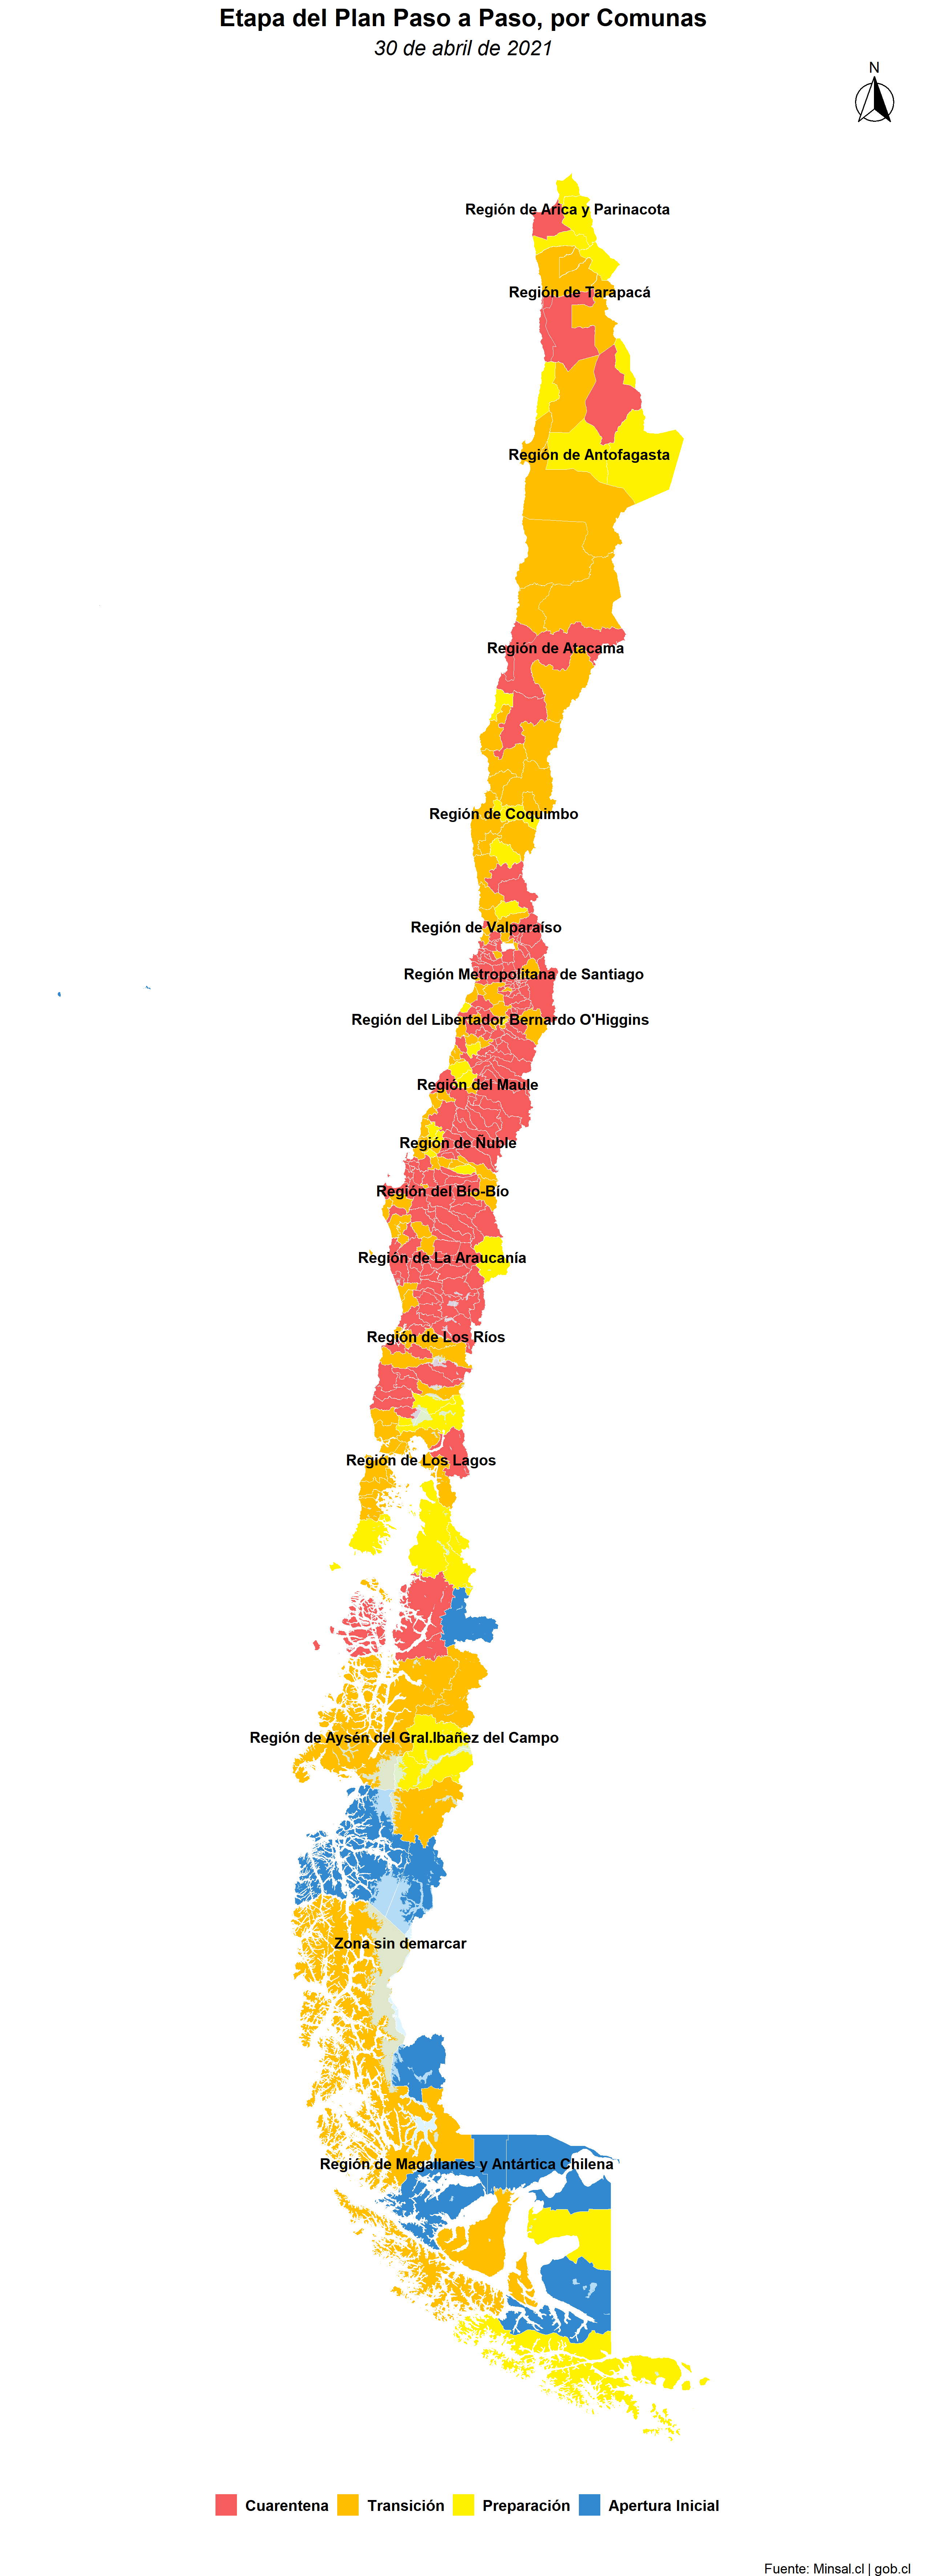 Etapa del Plan Paso a Paso, por Comunas
30 de abril de 2021
N
Región de Arica y Parinacota
Región de Tarapacá
Región de Antofagasta
Región de Atacama
Región de Coquimbo
Región de Valparaíso
Región Metropolitana de Santiago
Región del Libertador Bernardo O'Higgins
Región del Maule
Región de Ñuble
Región del Bío-Bío
Región de La Araucanía
Región de Los Ríos
Región de Los Lagos
Región de Aysén del Gral.Ibañez del Campo
Zona sin demarcar
Región de Magallanes y Antártica Chilena
Cuarentena Transición Preparación Apertura Inicial
Fuente: Minsal.cl | gob.cl